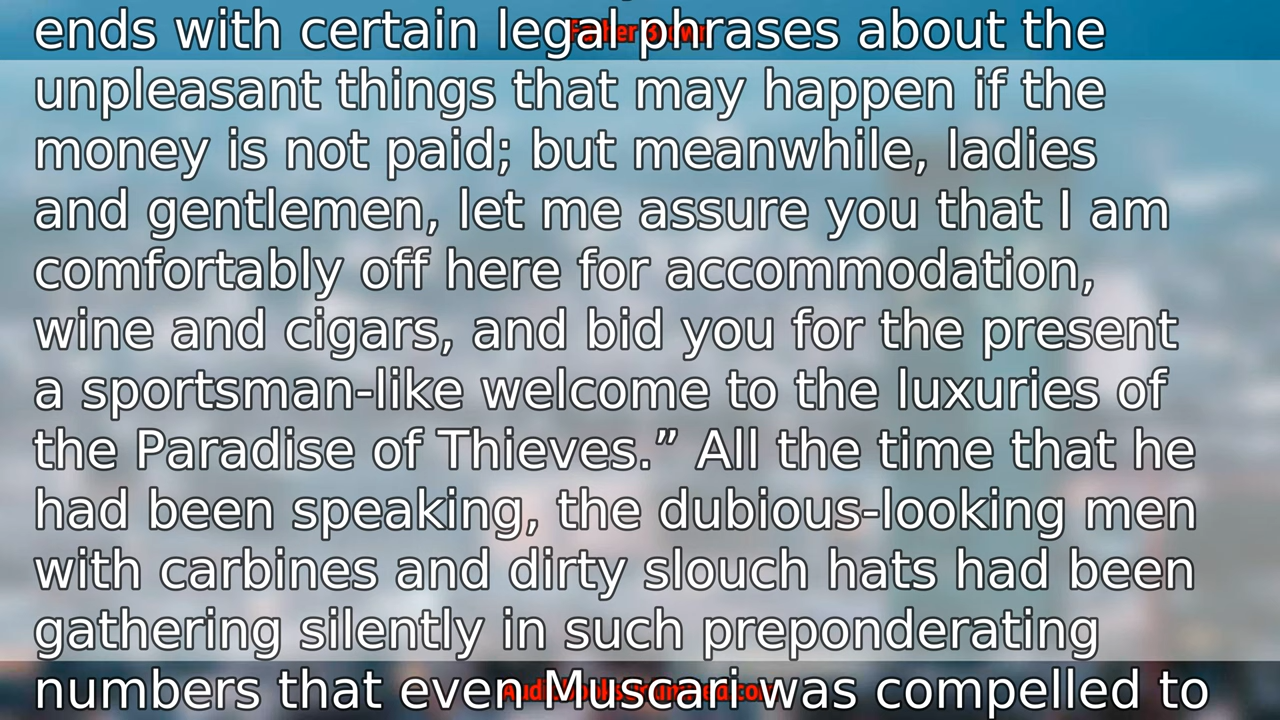 ends with certain legal phrases about the
unpleasant things that may happen if the
money is not paid; but meanwhile, ladies
and gentlemen, let me assure you that I am
comfortably off here for accommodation,
wine and cigars, and bid you for the present
a sportsman-like welcome to the luxuries of
the Paradise of Thieves.” All the time that he
had been speaking, the dubious-looking men
with carbines and dirty slouch hats had been
gathering silently in such preponderating
numbers that even Muscari was compelled to